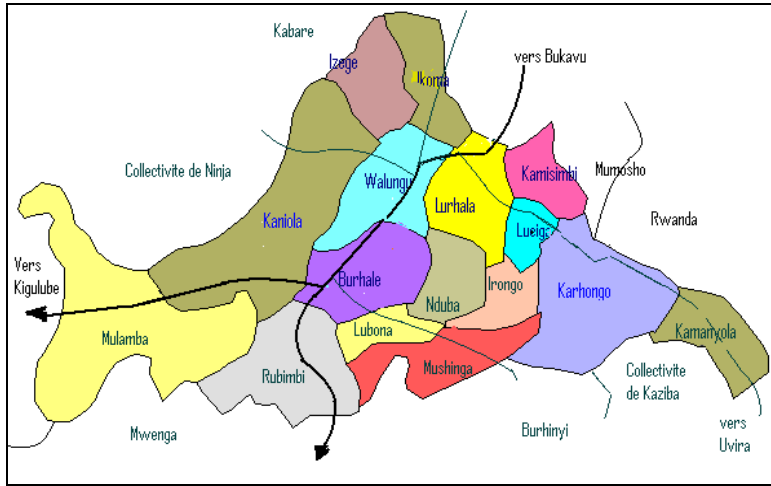 Kabare
Izege
Ikoma
vers Bukavu
Collectivite de Ninja
Walungu
Kamisimbi
Mumosho
Kaniola
Lurhala
Rwanda
Lueiga
Vers
Kigulube
Burhale
Nduba
Irongo
Karhongo
Mulamba
Lubona
Kamanyola
Rubimbi
Mushinga
Collectivite
de Kaziba
Mwenga
Burhinyi
vers
Uvira